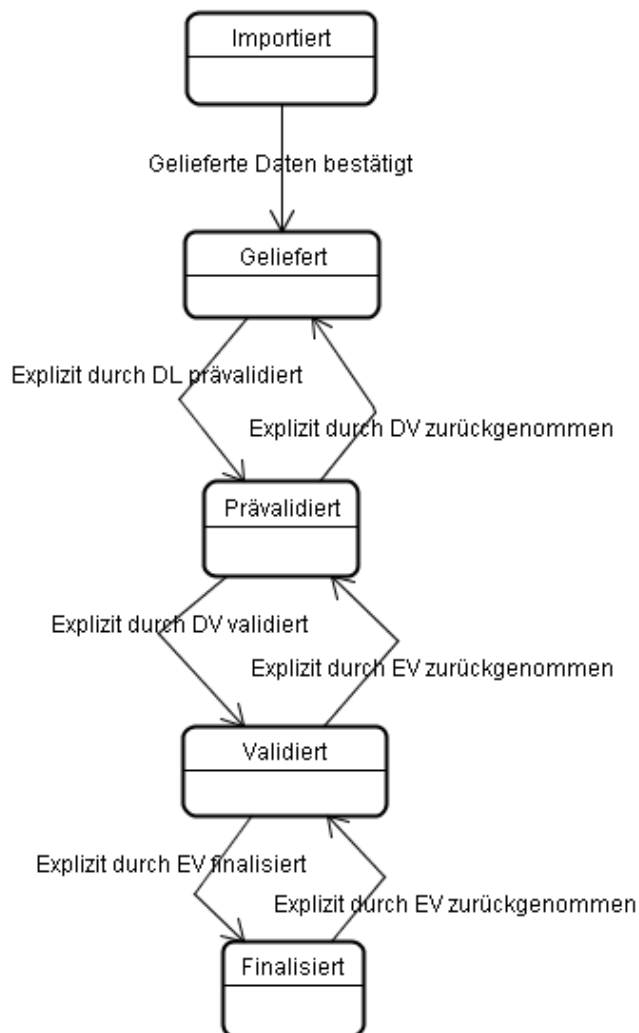 Importiert
Gelieferte Daten bestätigt
Geliefert
Explizit durch DL prävalidiert
Explizit durch DV zurückgenommen
Prävalidiert
Explizit durch DV validiert
Explizit durch EV zurückgenommen
Validiert
Explizit durch EV finalisiert
Explizit durch EV zurückgenommen
Finalisiert